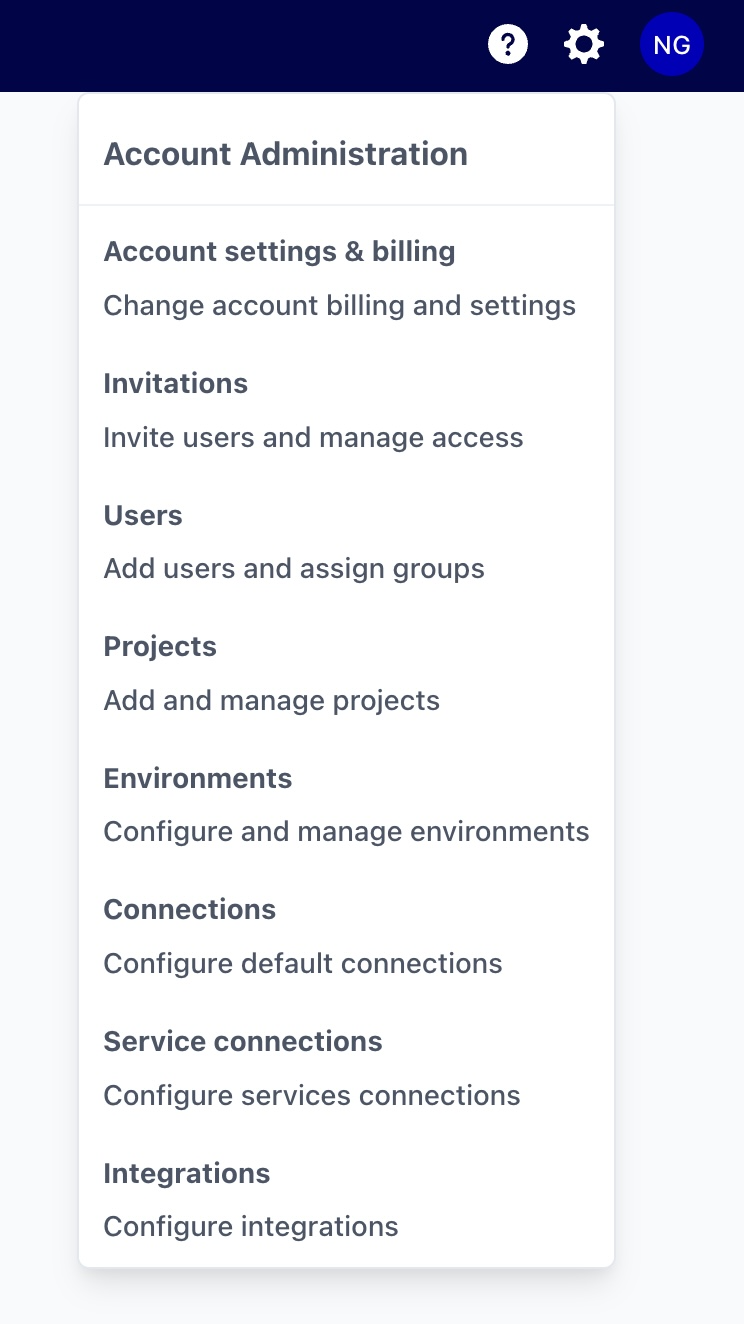 ?
NG
Account Administration
Account settings & billing
Change account billing and settings
Invitations
Invite users and manage access
Users
Add users and assign groups
Projects
Add and manage projects
Environments
Configure and manage environments
Connections
Configure default connections
Service connections
Configure services connections
Integrations
Configure integrations